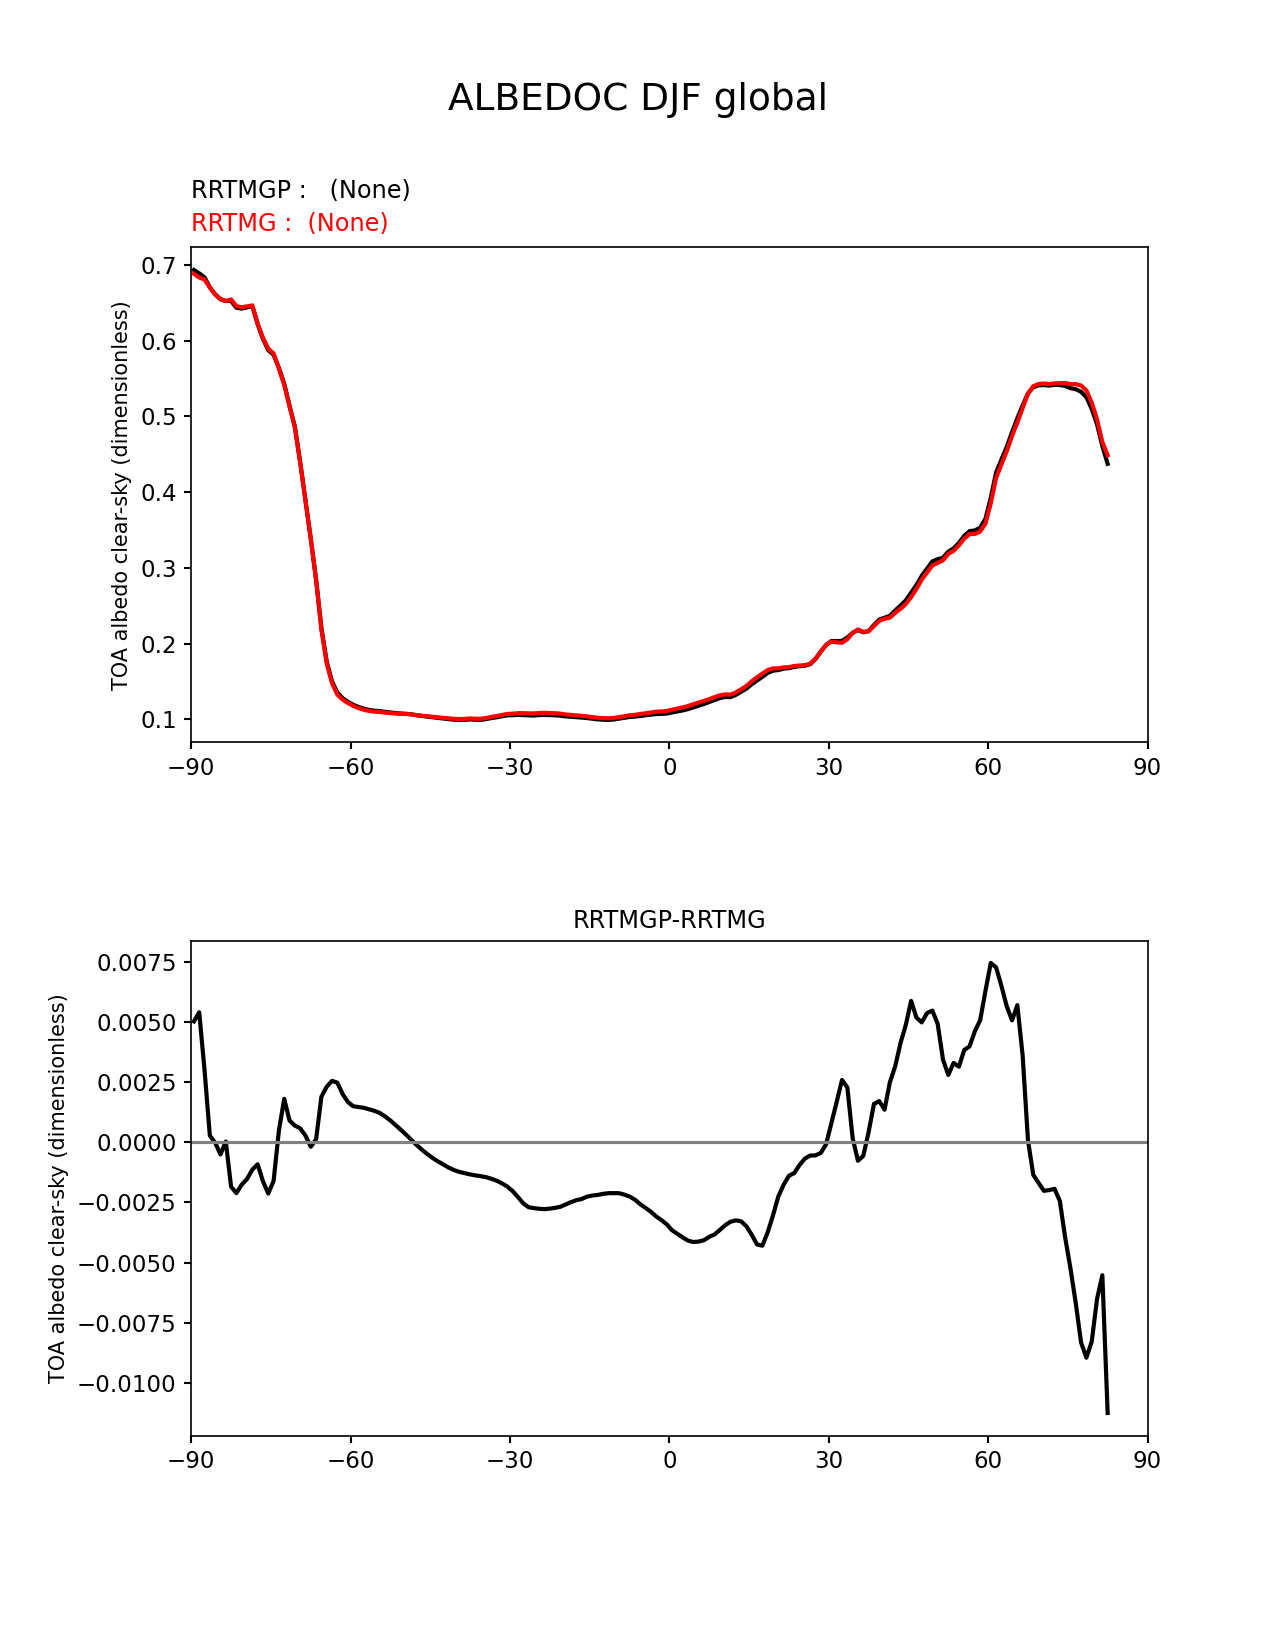 ALBEDOC DJF global
RRTMGP :   (None)
RRTMG :  (None)
TOA albedo clear-sky (dimensionless)
0.7
0.6
0.5
0.4
0.3
0.2
0.1
−90 −60 −30 0 30 60 90
RRTMGP-RRTMG
TOA albedo clear-sky (dimensionless)
0.0075
0.0050
0.0025
0.0000
−0.0025
−0.0050
−0.0075
−0.0100
−90 −60 −30 0 30 60 90